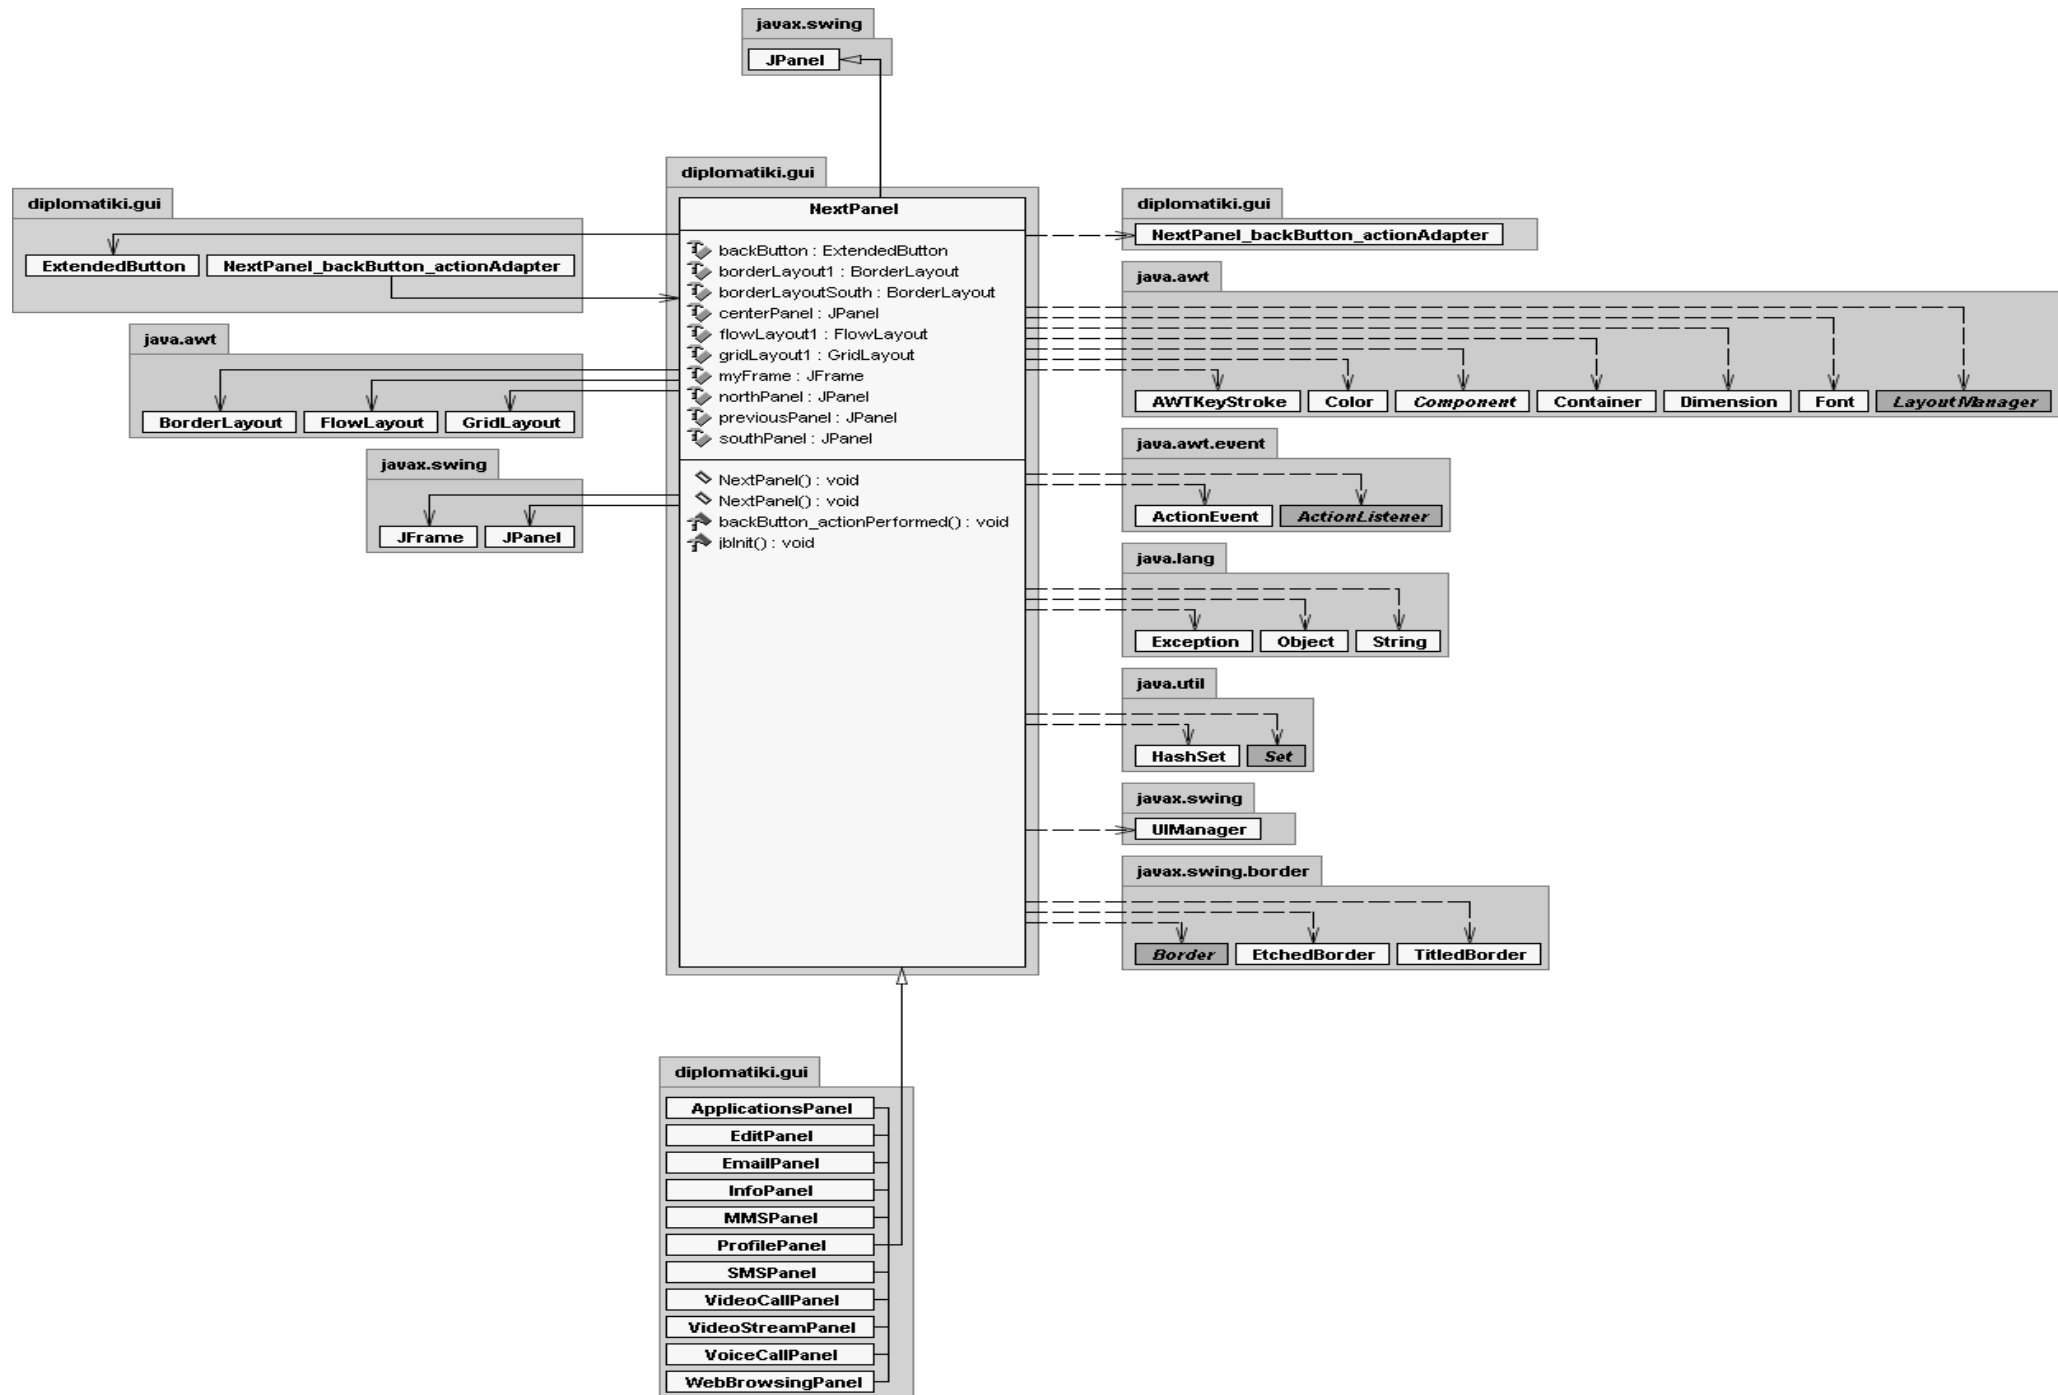 javax.swing
JPanel
diplomatiki.gui
NextPanel
backButton : ExtendedButton
borderLayout1 : BorderLayout
borderLayoutSouth : BorderLayout
centerPanel : JPanel
flowLayout1 : FlowLayout
gridLayout1 : GridLayout
myFrame : JFrame
northPanel : JPanel
previousPanel : JPanel
southPanel : JPanel
NextPanel() : void
NextPanel() : void
backButton_actionPerformed() : void
jbInit() : void
diplomatiki.gui
ExtendedButton NextPanel_backButton_actionAdapter
java.awt
BorderLayout FlowLayout GridLayout
javax.swing
JFrame JPanel
diplomatiki.gui
NextPanel_backButton_actionAdapter
java.awt
AWTKeyStroke Color Component Container Dimension Font LayoutManager
java.awt.event
ActionEvent ActionListener
java.lang
Exception Object String
java.util
HashSet Set
javax.swing
UIManager
javax.swing.border
Border EtchedBorder TitledBorder
diplomatiki.gui
ApplicationsPanel
EditPanel
EmailPanel
InfoPanel
MMSPanel
ProfilePanel
SMSPanel
VideoCallPanel
VideoStreamPanel
VoiceCallPanel
WebBrowsingPanel